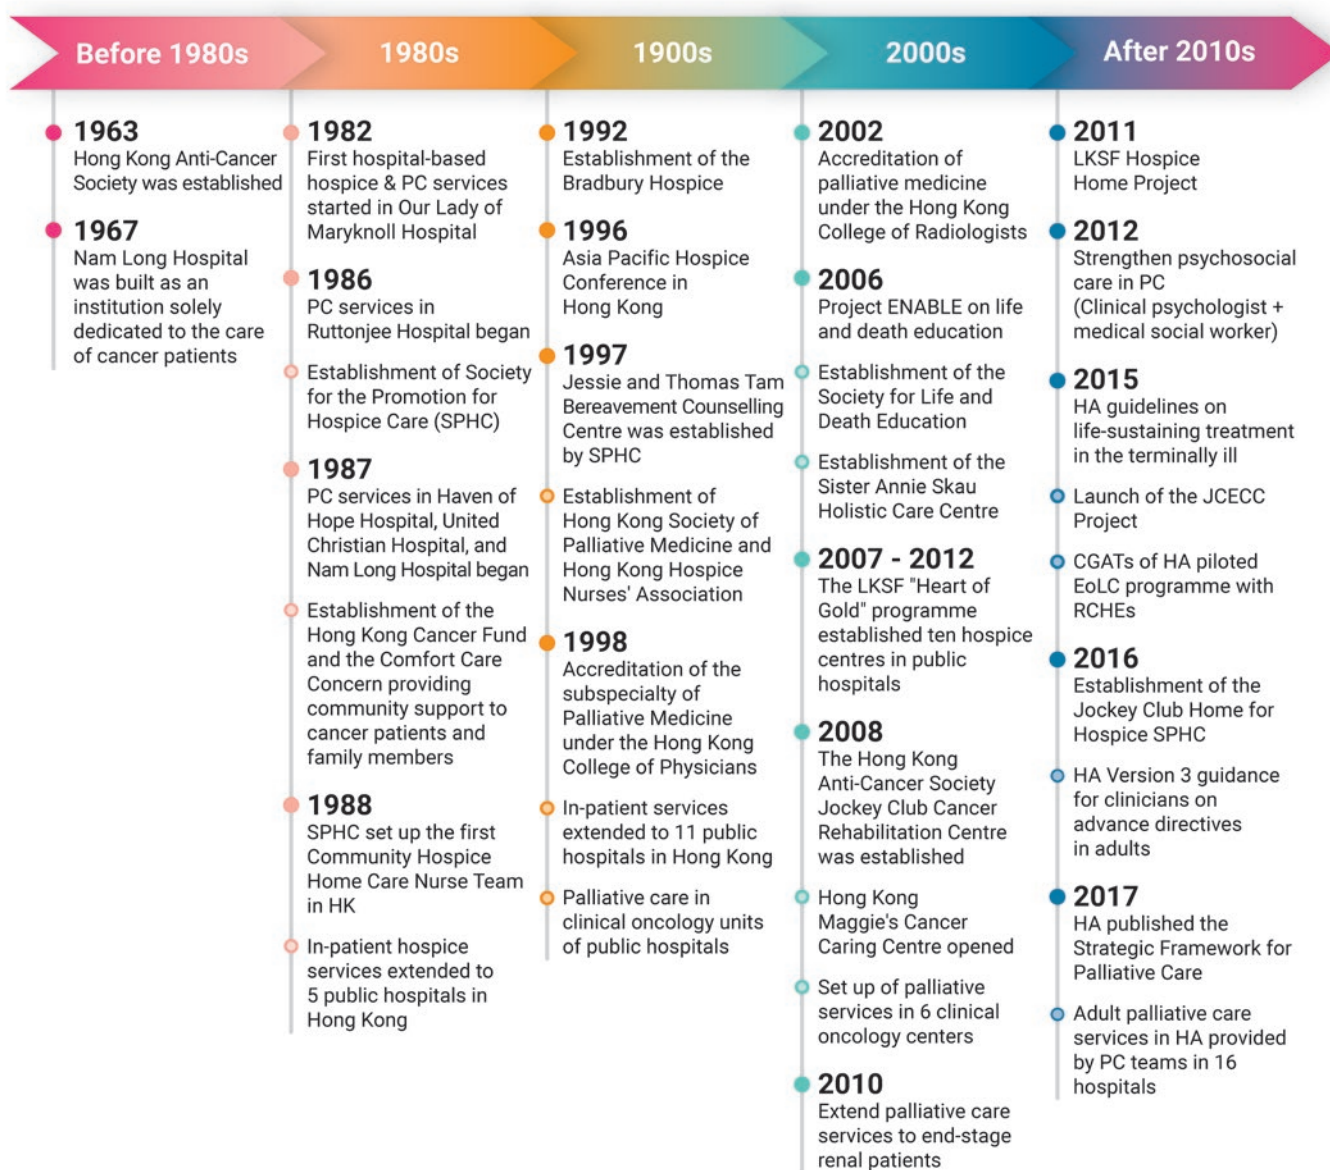 Before 1980s
1980s
1900s
2000s
After 2010s
1963
Hong Kong Anti-Cancer
Society was established
1967
Nam Long Hospital
was built as an
institution solely
dedicated to the care
of cancer patients
1982
First hospital-based
hospice & PC services
started in Our Lady of
Maryknoll Hospital
1986
PC services in
Ruttonjee Hospital began
Establishment of Society
for the Promotion for
Hospice Care (SPHC)
1987
PC services in Haven of
Hope Hospital, United
Christian Hospital, and
Nam Long Hospital began
Establishment of the
Hong Kong Cancer Fund
and the Comfort Care
Concern providing
community support to
cancer patients and
family members
1988
SPHC set up the first
Community Hospice
Home Care Nurse Team
in HK
In-patient hospice
services extended to
5 public hospitals in
Hong Kong
1992
Establishment of the
Bradbury Hospice
1996
Asia Pacific Hospice
Conference in
Hong Kong
1997
Jessie and Thomas Tam
Bereavement Counselling
Centre was established
by SPHC
Establishment of
Hong Kong Society of
Palliative Medicine and
Hong Kong Hospice
Nurses' Association
1998
Accreditation of the
subspecialty of
Palliative Medicine
under the Hong Kong
College of Physicians
In-patient services
extended to 11 public
hospitals in Hong Kong
Palliative care in
clinical oncology units
of public hospitals
2002
Accreditation of
palliative medicine
under the Hong Kong
College of Radiologists
2006
Project ENABLE on life
and death education
Establishment of the
Society for Life and
Death Education
Establishment of the
Sister Annie Skau
Holistic Care Centre
2007 - 2012
The LKSF "Heart of
Gold" programme
established ten hospice
centres in public
hospitals
2008
The Hong Kong
Anti-Cancer Society
Jockey Club Cancer
Rehabilitation Centre
was established
Hong Kong
Maggie's Cancer
Caring Centre opened
Set up of palliative
services in 6 clinical
oncology centers
2010
Extend palliative care
services to end-stage
renal patients
2011
LKSF Hospice
Home Project
2012
Strengthen psychosocial
care in PC
(Clinical psychologist +
medical social worker)
2015
HA guidelines on
life-sustaining treatment
in the terminally ill
Launch of the JCECC
Project
CGATs of HA piloted
EoLC programme with
RCHEs
2016
Establishment of the
Jockey Club Home for
Hospice SPHC
HA Version 3 guidance
for clinicians on
advance directives
in adults
2017
HA published the
Strategic Framework for
Palliative Care
Adult palliative care
services in HA provided
by PC teams in 16
hospitals